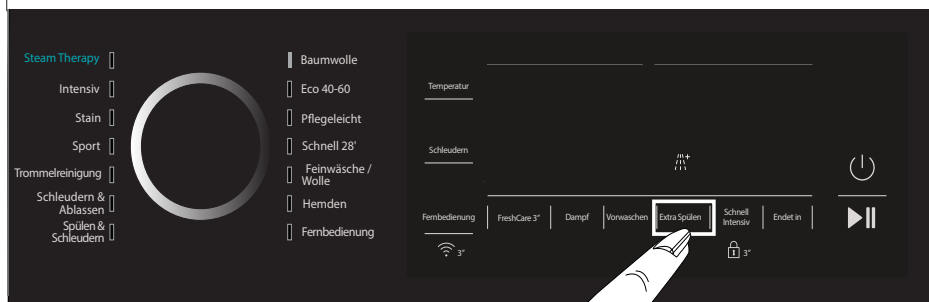 Steam Therapy
Intensiv
Stain
Sport
Trommelreinigung
Schleudern &
Ablassen
Spülen &
Schleudern
Baumwolle
Eco 40-60
Pflegeleicht
Schnell 28'
Feinwäsche /
Wolle
Hemden
Fernbedienung
Temperatur
Schleudern
Fernbedienung
FreshCare 3"
Dampf
Vorwaschen
Extra Spülen
Schnell
Intensiv
Endet in
3"
3"